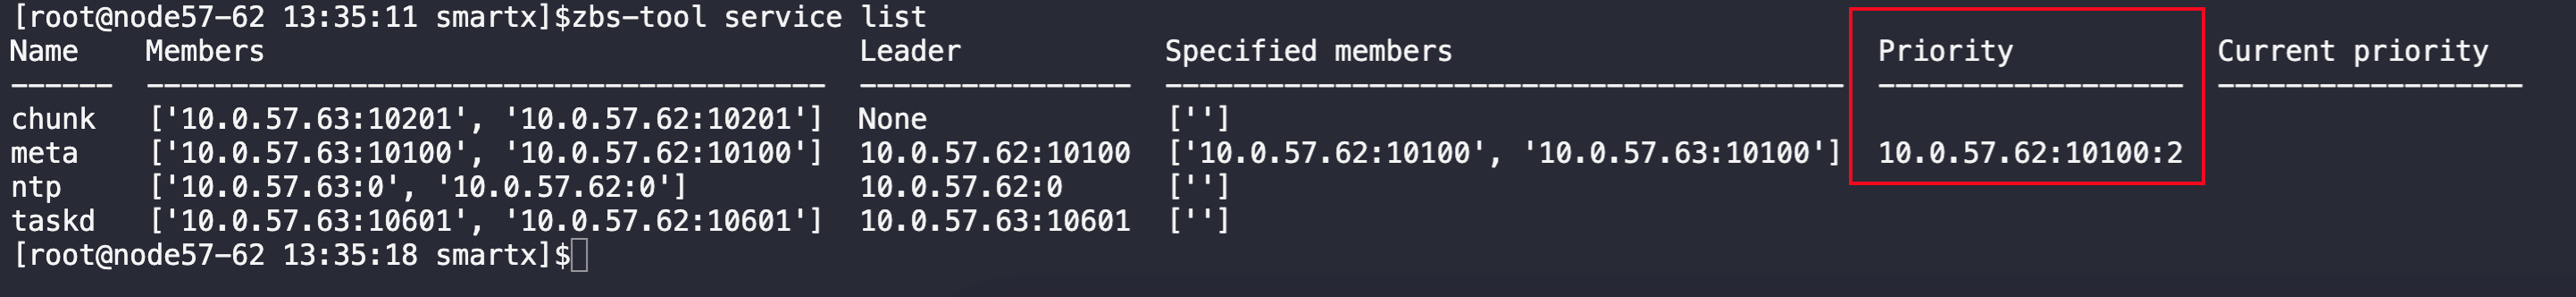 [root@node57-62 13:35:11 smartx]$zbs-tool service list
Name    Members                                   Leader            Specified members                         Priority            Current priority
------  ----------------------------------------  ----------------  ----------------------------------------  ------------------  ------------------
chunk   ['10.0.57.63:10201', '10.0.57.62:10201']  None              ['']
meta    ['10.0.57.63:10100', '10.0.57.62:10100']  10.0.57.62:10100  ['10.0.57.62:10100', '10.0.57.63:10100']  10.0.57.62:10100:2
ntp     ['10.0.57.63:0', '10.0.57.62:0']          10.0.57.62:0      ['']
taskd   ['10.0.57.63:10601', '10.0.57.62:10601']  10.0.57.63:10601  ['']
[root@node57-62 13:35:18 smartx]$